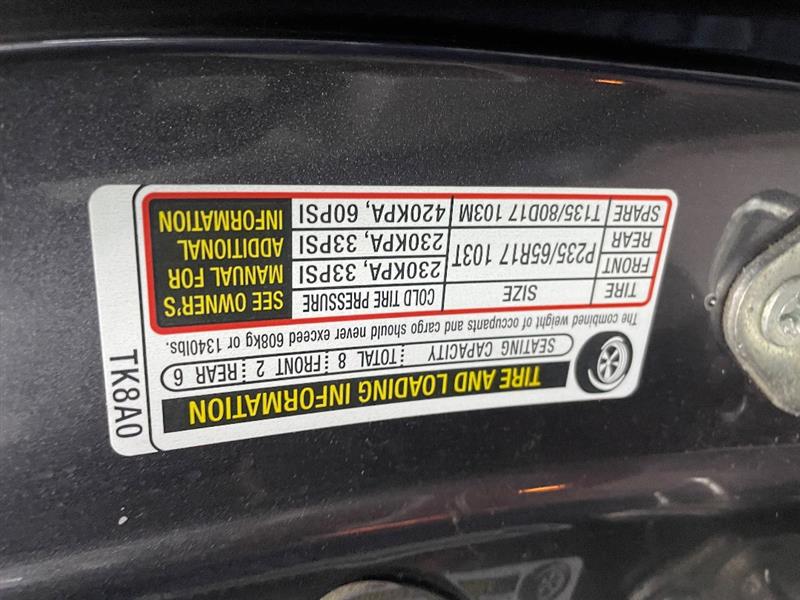 TIRE AND LOADING INFORMATION
SEATING CAPACITY TOTAL 8 FRONT 2 REAR 6
The combined weight of occupants and cargo should never exceed 608kg or 1340lbs.
TIRE SIZE COLD TIRE PRESSURE
FRONT P235/65R17 103T 230KPA, 33PSI
REAR 230KPA, 33PSI
SPARE T135/80D17 103M 420KPA, 60PSI
SEE OWNER'S
MANUAL FOR
ADDITIONAL
INFORMATION
TK8A0